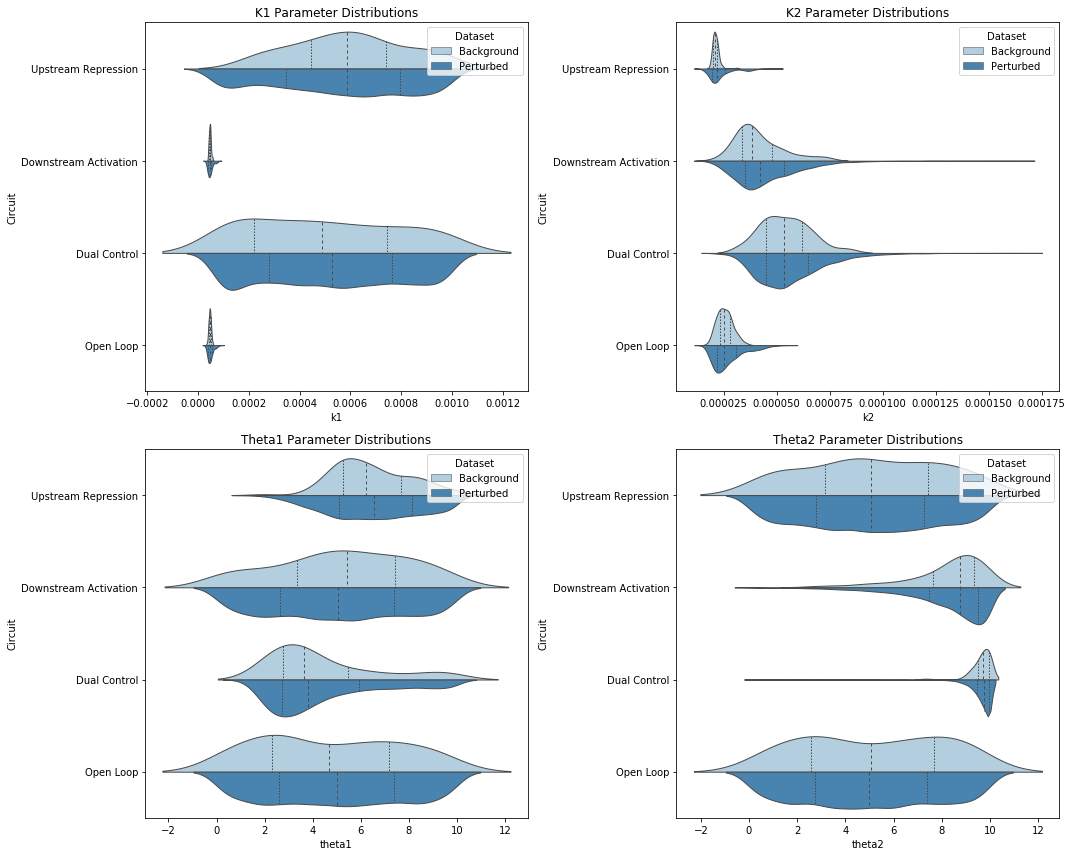 K1 Parameter Distributions
Dataset
Background
Perturbed
Upstream Repression
Downstream Activation
Dual Control
Open Loop
Circuit
−0.0002 0.0000 0.0002 0.0004 0.0006 0.0008 0.0010 0.0012
k1
K2 Parameter Distributions
Dataset
Background
Perturbed
Upstream Repression
Downstream Activation
Dual Control
Open Loop
Circuit
0.000025 0.000050 0.000075 0.000100 0.000125 0.000150 0.000175
k2
Theta1 Parameter Distributions
Dataset
Background
Perturbed
Upstream Repression
Downstream Activation
Dual Control
Open Loop
Circuit
−2 0 2 4 6 8 10 12
theta1
Theta2 Parameter Distributions
Dataset
Background
Perturbed
Upstream Repression
Downstream Activation
Dual Control
Open Loop
Circuit
−2 0 2 4 6 8 10 12
theta2